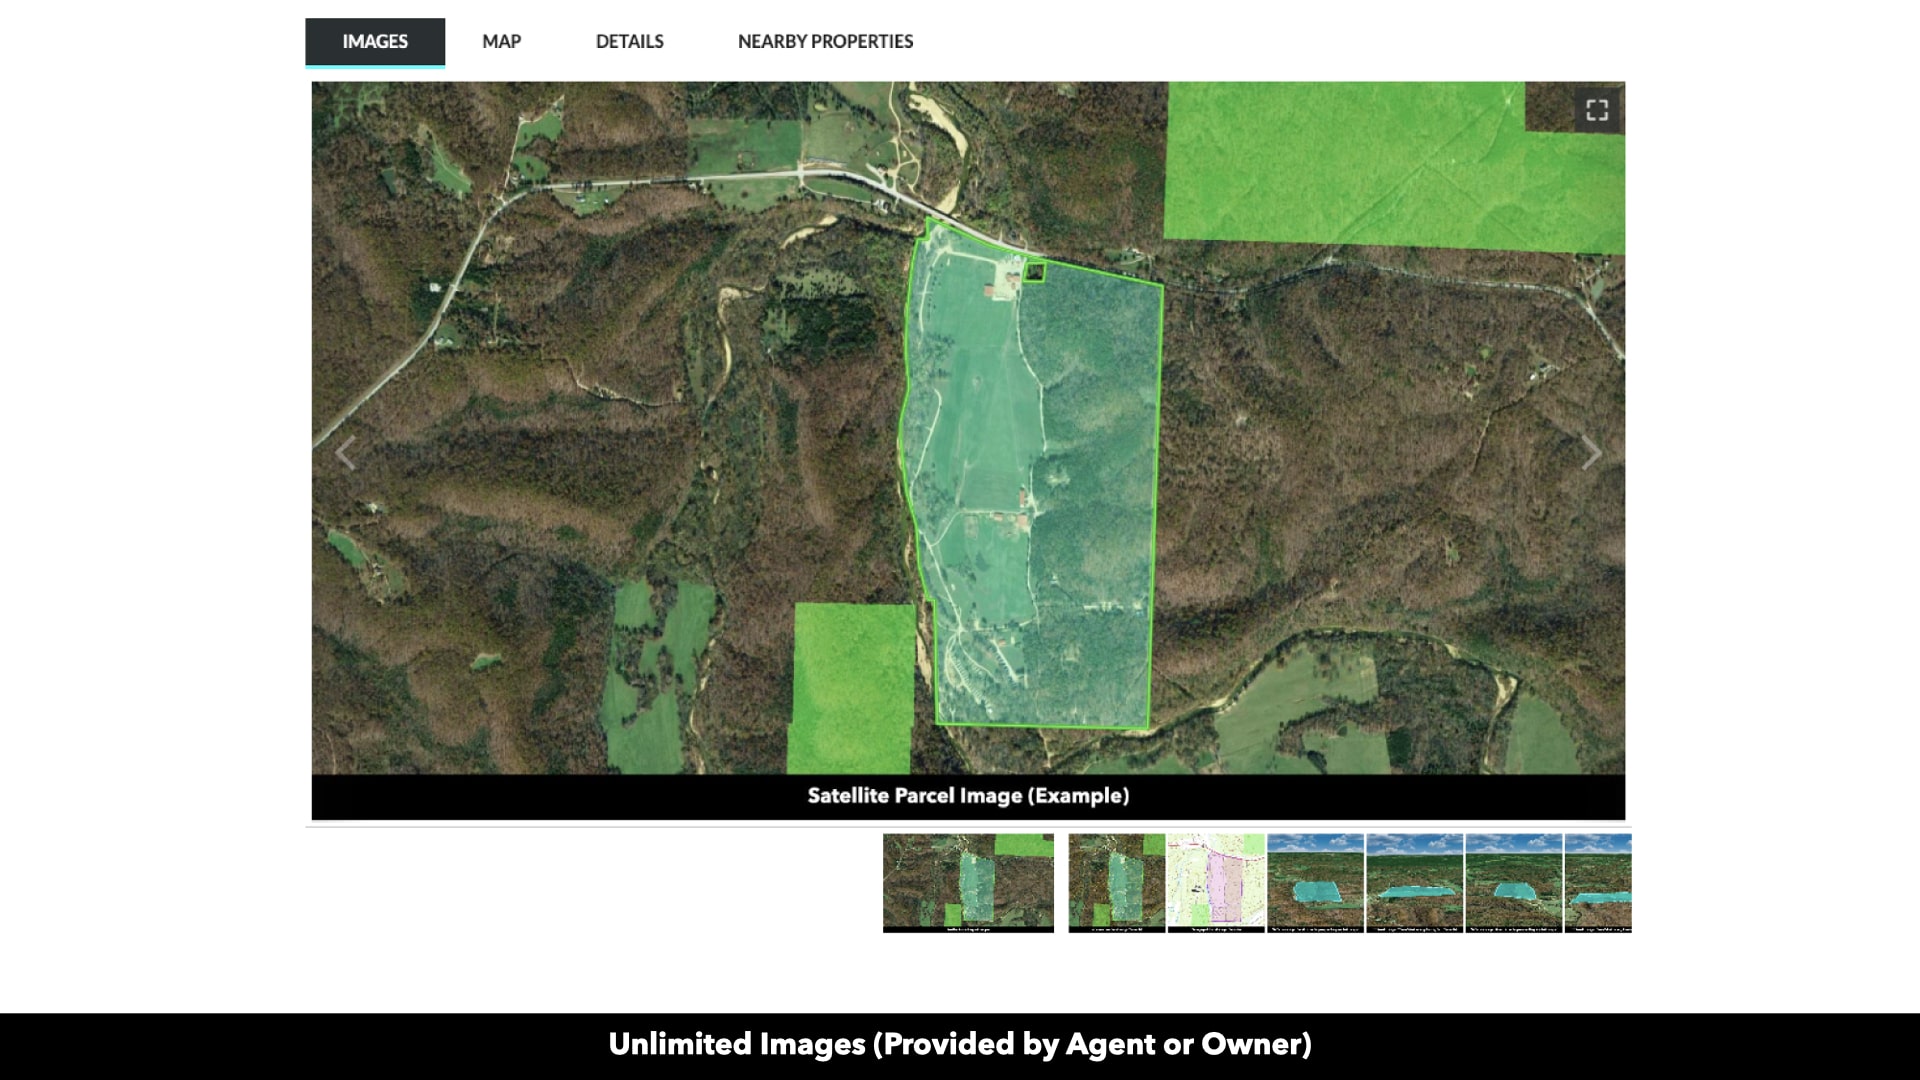 IMAGES MAP DETAILS NEARBY PROPERTIES
Satellite Parcel Image (Example)
Unlimited Images (Provided by Agent or Owner)